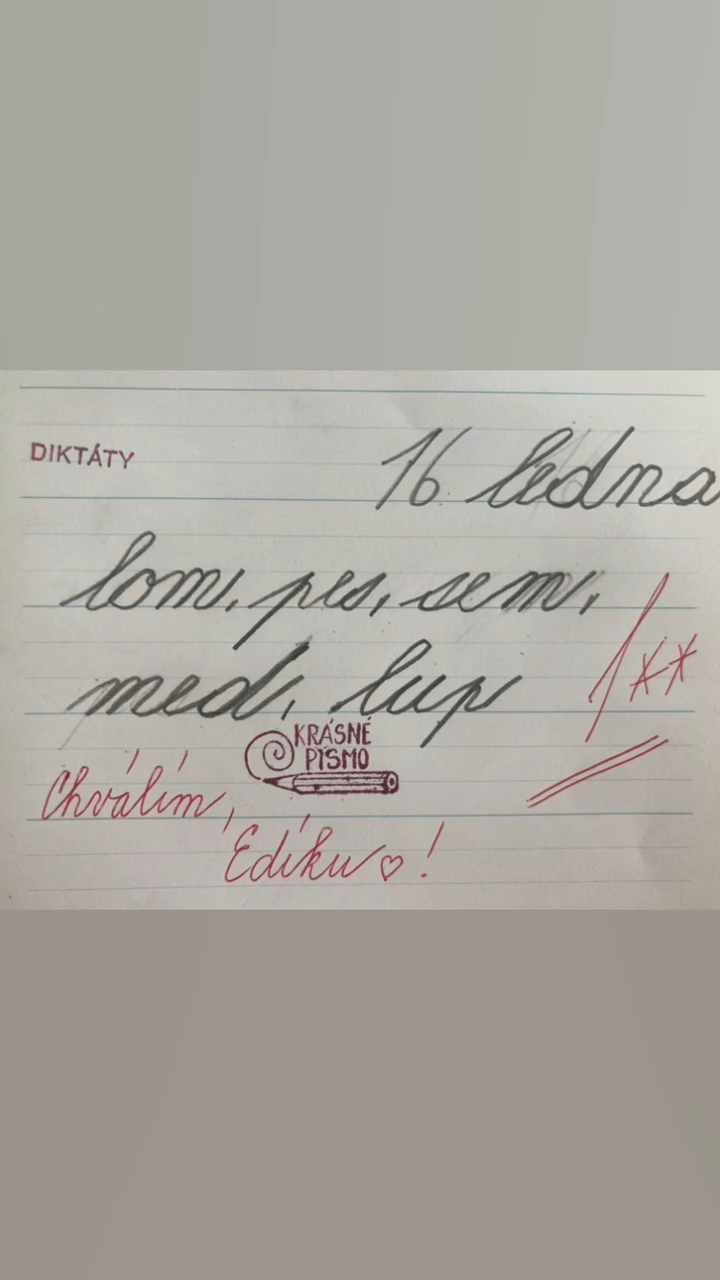 DIKTÁTY
16 ledna
lom, pes, sem,
med, lup
1**
KRÁSNÉ
PÍSMO
Chválím,
Edíku ♡!